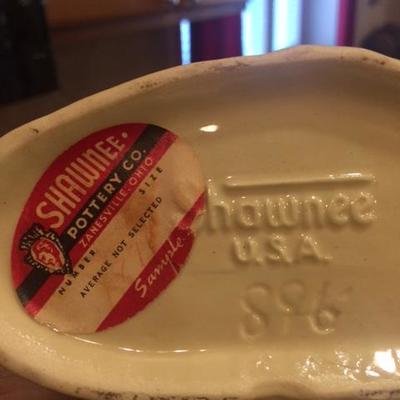 SHAWNEE
POTTERY CO.
ZANESVILLE-OHIO
NUMBER SIZE
AVERAGE NOT SELECTED
Sample
Shawnee
U.S.A.
896